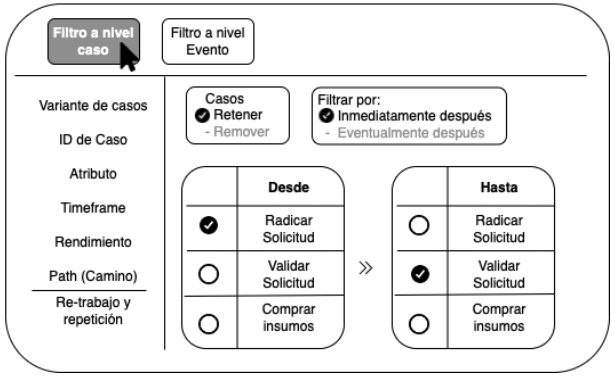 Filtro a nivel
caso
Filtro a nivel
Evento
Variante de casos
ID de Caso
Atributo
Timeframe
Rendimiento
Path (Camino)
Re-trabajo y
repetición
Casos
Retener
- Remover
Filtrar por:
Inmediatamente después
- Eventualmente después
Desde
Radicar
Solicitud
Validar
Solicitud
Comprar
insumos
»
Hasta
Radicar
Solicitud
Validar
Solicitud
Comprar
insumos